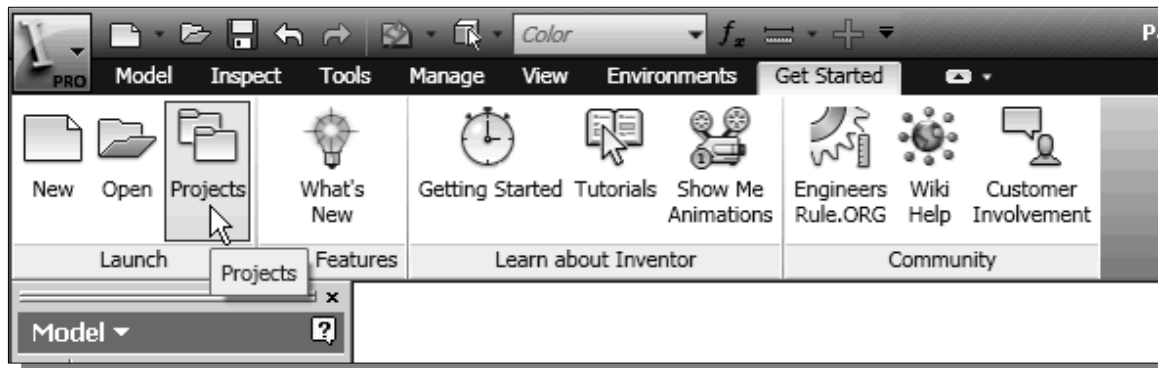 Color fx P
PRO Model Inspect Tools Manage View Environments Get Started
New Open Projects What's New Getting Started Tutorials Show Me Animations Engineers Rule.ORG Wiki Help Customer Involvement
Launch Features Learn about Inventor Community
Projects
Model